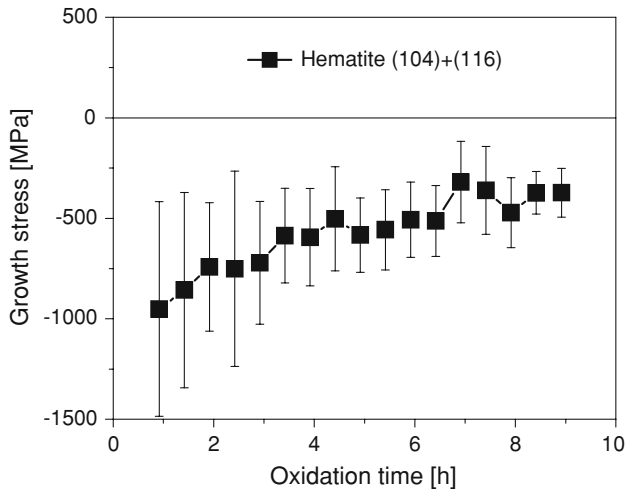 500
Hematite (104)+(116)
0
-500
-1000
-1500
Growth stress [MPa]
0 2 4 6 8 10
Oxidation time [h]